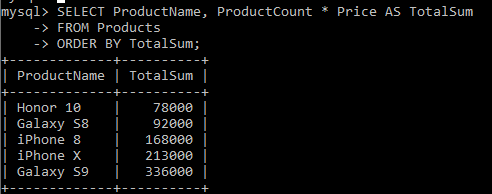 mysql> SELECT ProductName, ProductCount * Price AS TotalSum
    -> FROM Products
    -> ORDER BY TotalSum;
+-------------+----------+
| ProductName | TotalSum |
+-------------+----------+
| Honor 10    |    78000 |
| Galaxy S8   |    92000 |
| iPhone 8    |   168000 |
| iPhone X    |   213000 |
| Galaxy S9   |   336000 |
+-------------+----------+